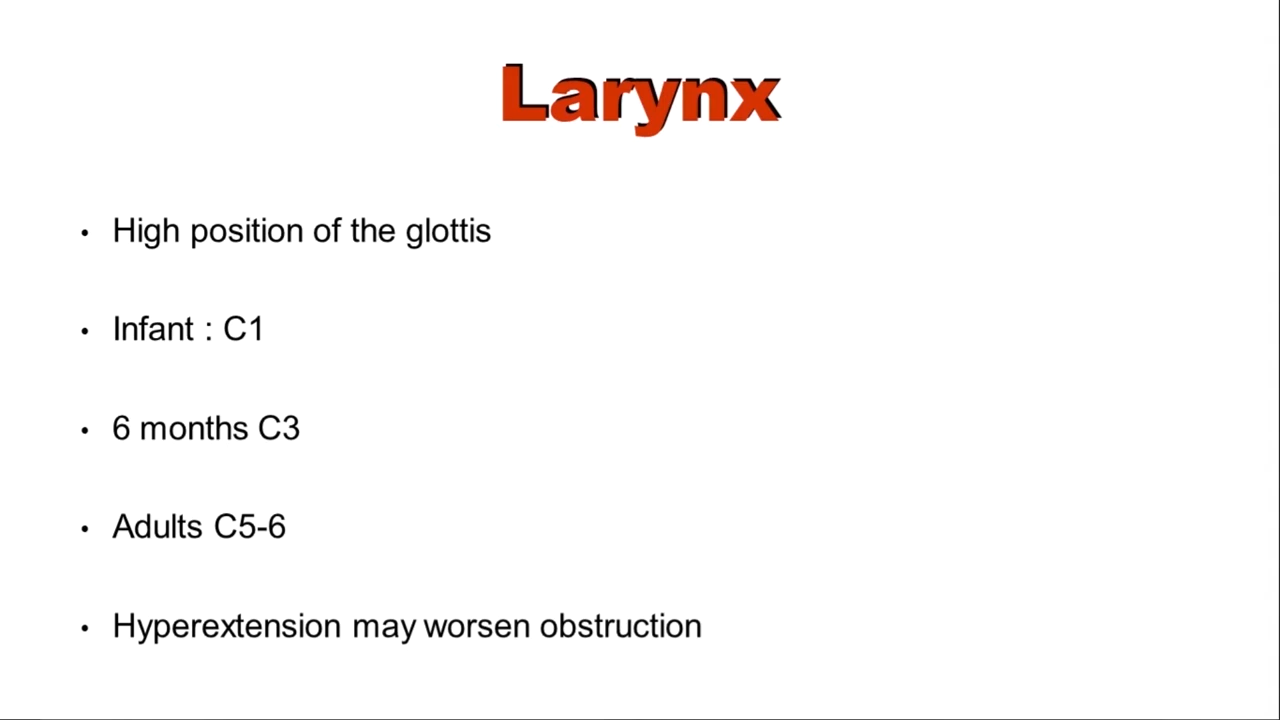 Larynx
• High position of the glottis
• Infant : C1
• 6 months C3
• Adults C5-6
• Hyperextension may worsen obstruction